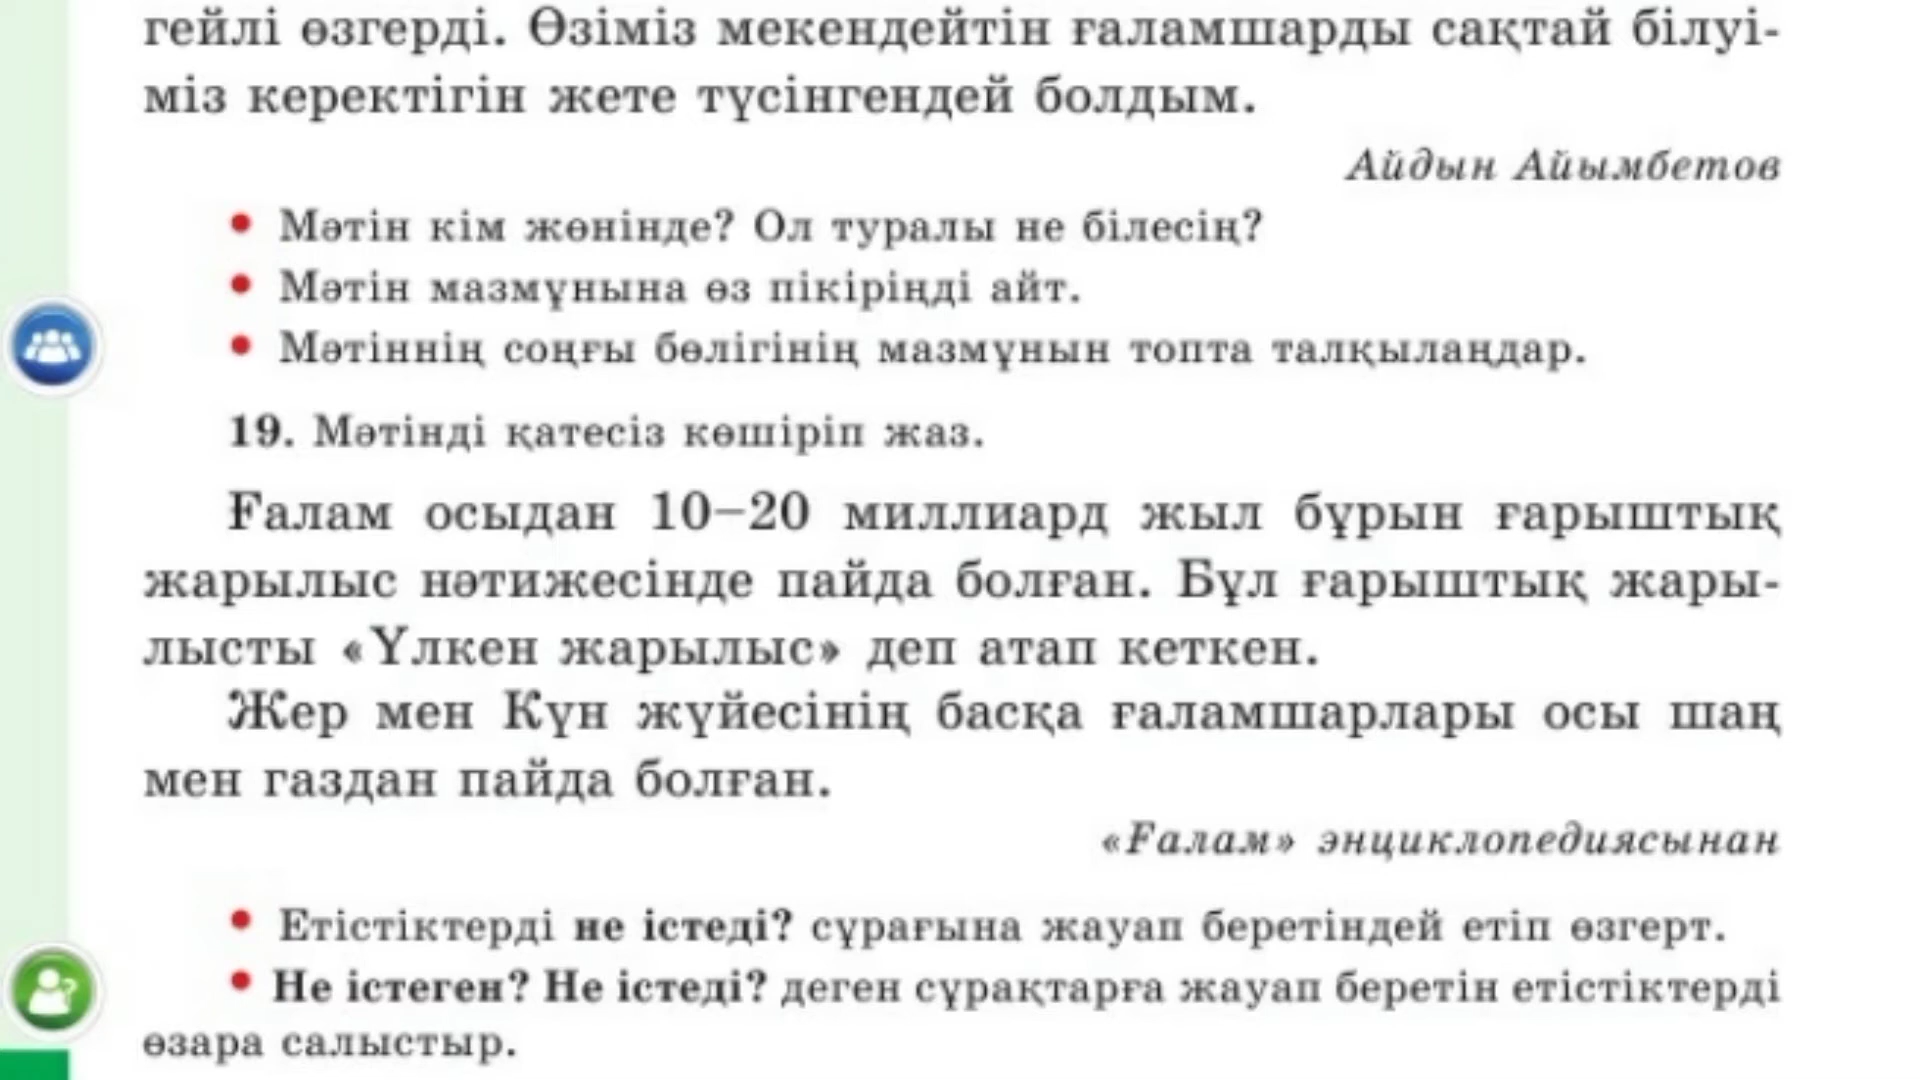 гейлі өзгерді. Өзіміз мекендейтін ғаламшарды сақтай білуі-
міз керектігін жете түсінгендей болдым.
Айдын Айымбетов
• Мәтін кім жөнінде? Ол туралы не білесің?
• Мәтін мазмұнына өз пікіріңді айт.
• Мәтіннің соңғы бөлігінің мазмұнын топта талқылаңдар.
19. Мәтінді қатесіз көшіріп жаз.
Ғалам осыдан 10–20 миллиард жыл бұрын ғарыштық
жарылыс нәтижесінде пайда болған. Бұл ғарыштық жары-
лысты «Үлкен жарылыс» деп атап кеткен.
Жер мен Күн жүйесінің басқа ғаламшарлары осы шаң
мен газдан пайда болған.
«Ғалам» энциклопедиясынан
• Етістіктерді не істеді? сұрағына жауап беретіндей етіп өзгерт.
• Не істеген? Не істеді? деген сұрақтарға жауап беретін етістіктерді
өзара салыстыр.